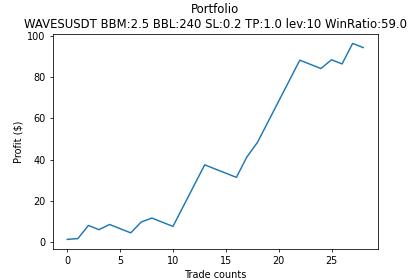 Portfolio
WAVESUSDT BBM:2.5 BBL:240 SL:0.2 TP:1.0 lev:10 WinRatio:59.0
100
80
60
40
20
0
Profit ($)
0 5 10 15 20 25
Trade counts